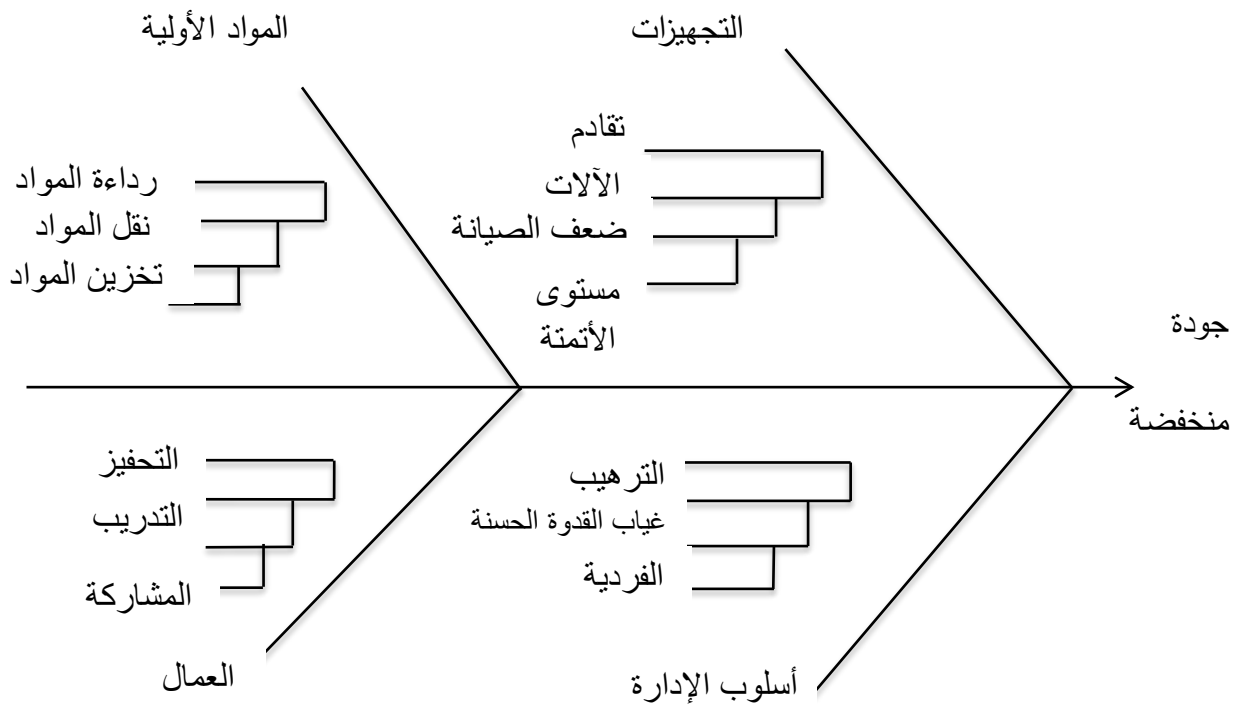 التجهيزات
المواد الأولية
تقادم
الآلات
ضعف الصيانة
مستوى
الأتمتة
رداءة المواد
نقل المواد
تخزين المواد
جودة
منخفضة
الترهيب
غياب القدوة الحسنة
الفردية
التحفيز
التدريب
المشاركة
أسلوب الإدارة
العمال